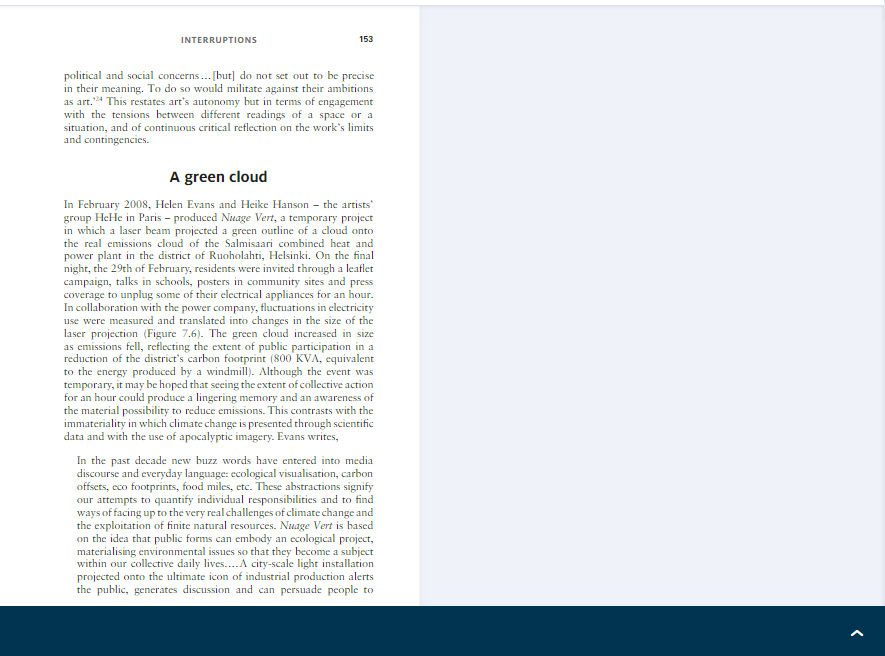 INTERRUPTIONS 153
political and social concerns…[but] do not set out to be precise
in their meaning. To do so would militate against their ambitions
as art.’24 This restates art’s autonomy but in terms of engagement
with the tensions between different readings of a space or a
situation, and of continuous critical reflection on the work’s limits
and contingencies.
A green cloud
In February 2008, Helen Evans and Heike Hanson – the artists’
group HeHe in Paris – produced Nuage Vert, a temporary project
in which a laser beam projected a green outline of a cloud onto
the real emissions cloud of the Salmisaari combined heat and
power plant in the district of Ruoholahti, Helsinki. On the final
night, the 29th of February, residents were invited through a leaflet
campaign, talks in schools, posters in community sites and press
coverage to unplug some of their electrical appliances for an hour.
In collaboration with the power company, fluctuations in electricity
use were measured and translated into changes in the size of the
laser projection (Figure 7.6). The green cloud increased in size
as emissions fell, reflecting the extent of public participation in a
reduction of the district’s carbon footprint (800 KVA, equivalent
to the energy produced by a windmill). Although the event was
temporary, it may be hoped that seeing the extent of collective action
for an hour could produce a lingering memory and an awareness of
the material possibility to reduce emissions. This contrasts with the
immateriality in which climate change is presented through scientific
data and with the use of apocalyptic imagery. Evans writes,
In the past decade new buzz words have entered into media
discourse and everyday language: ecological visualisation, carbon
offsets, eco footprints, food miles, etc. These abstractions signify
our attempts to quantify individual responsibilities and to find
ways of facing up to the very real challenges of climate change and
the exploitation of finite natural resources. Nuage Vert is based
on the idea that public forms can embody an ecological project,
materialising environmental issues so that they become a subject
within our collective daily lives.…A city-scale light installation
projected onto the ultimate icon of industrial production alerts
the public, generates discussion and can persuade people to